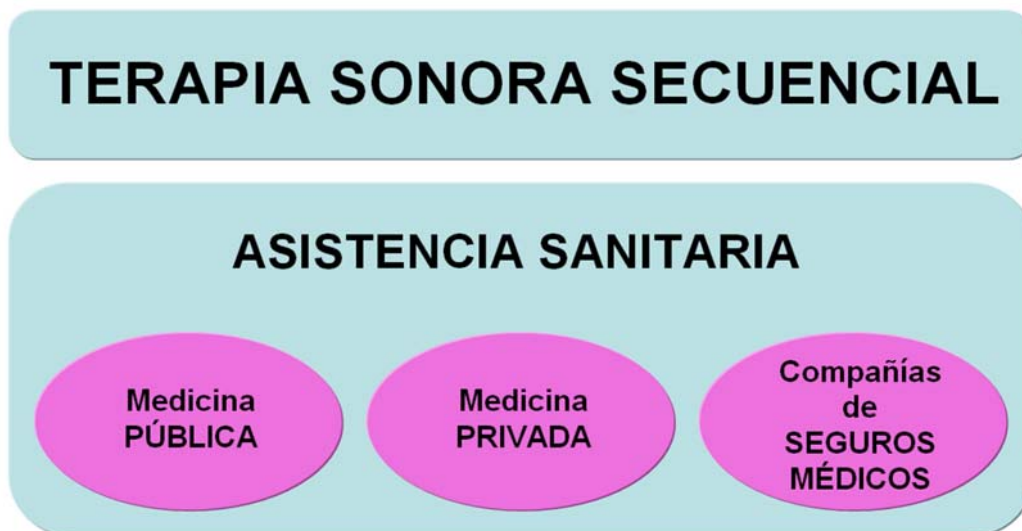 TERAPIA SONORA SECUENCIAL
ASISTENCIA SANITARIA
Medicina
PÚBLICA
Medicina
PRIVADA
Compañías
de
SEGUROS
MÉDICOS